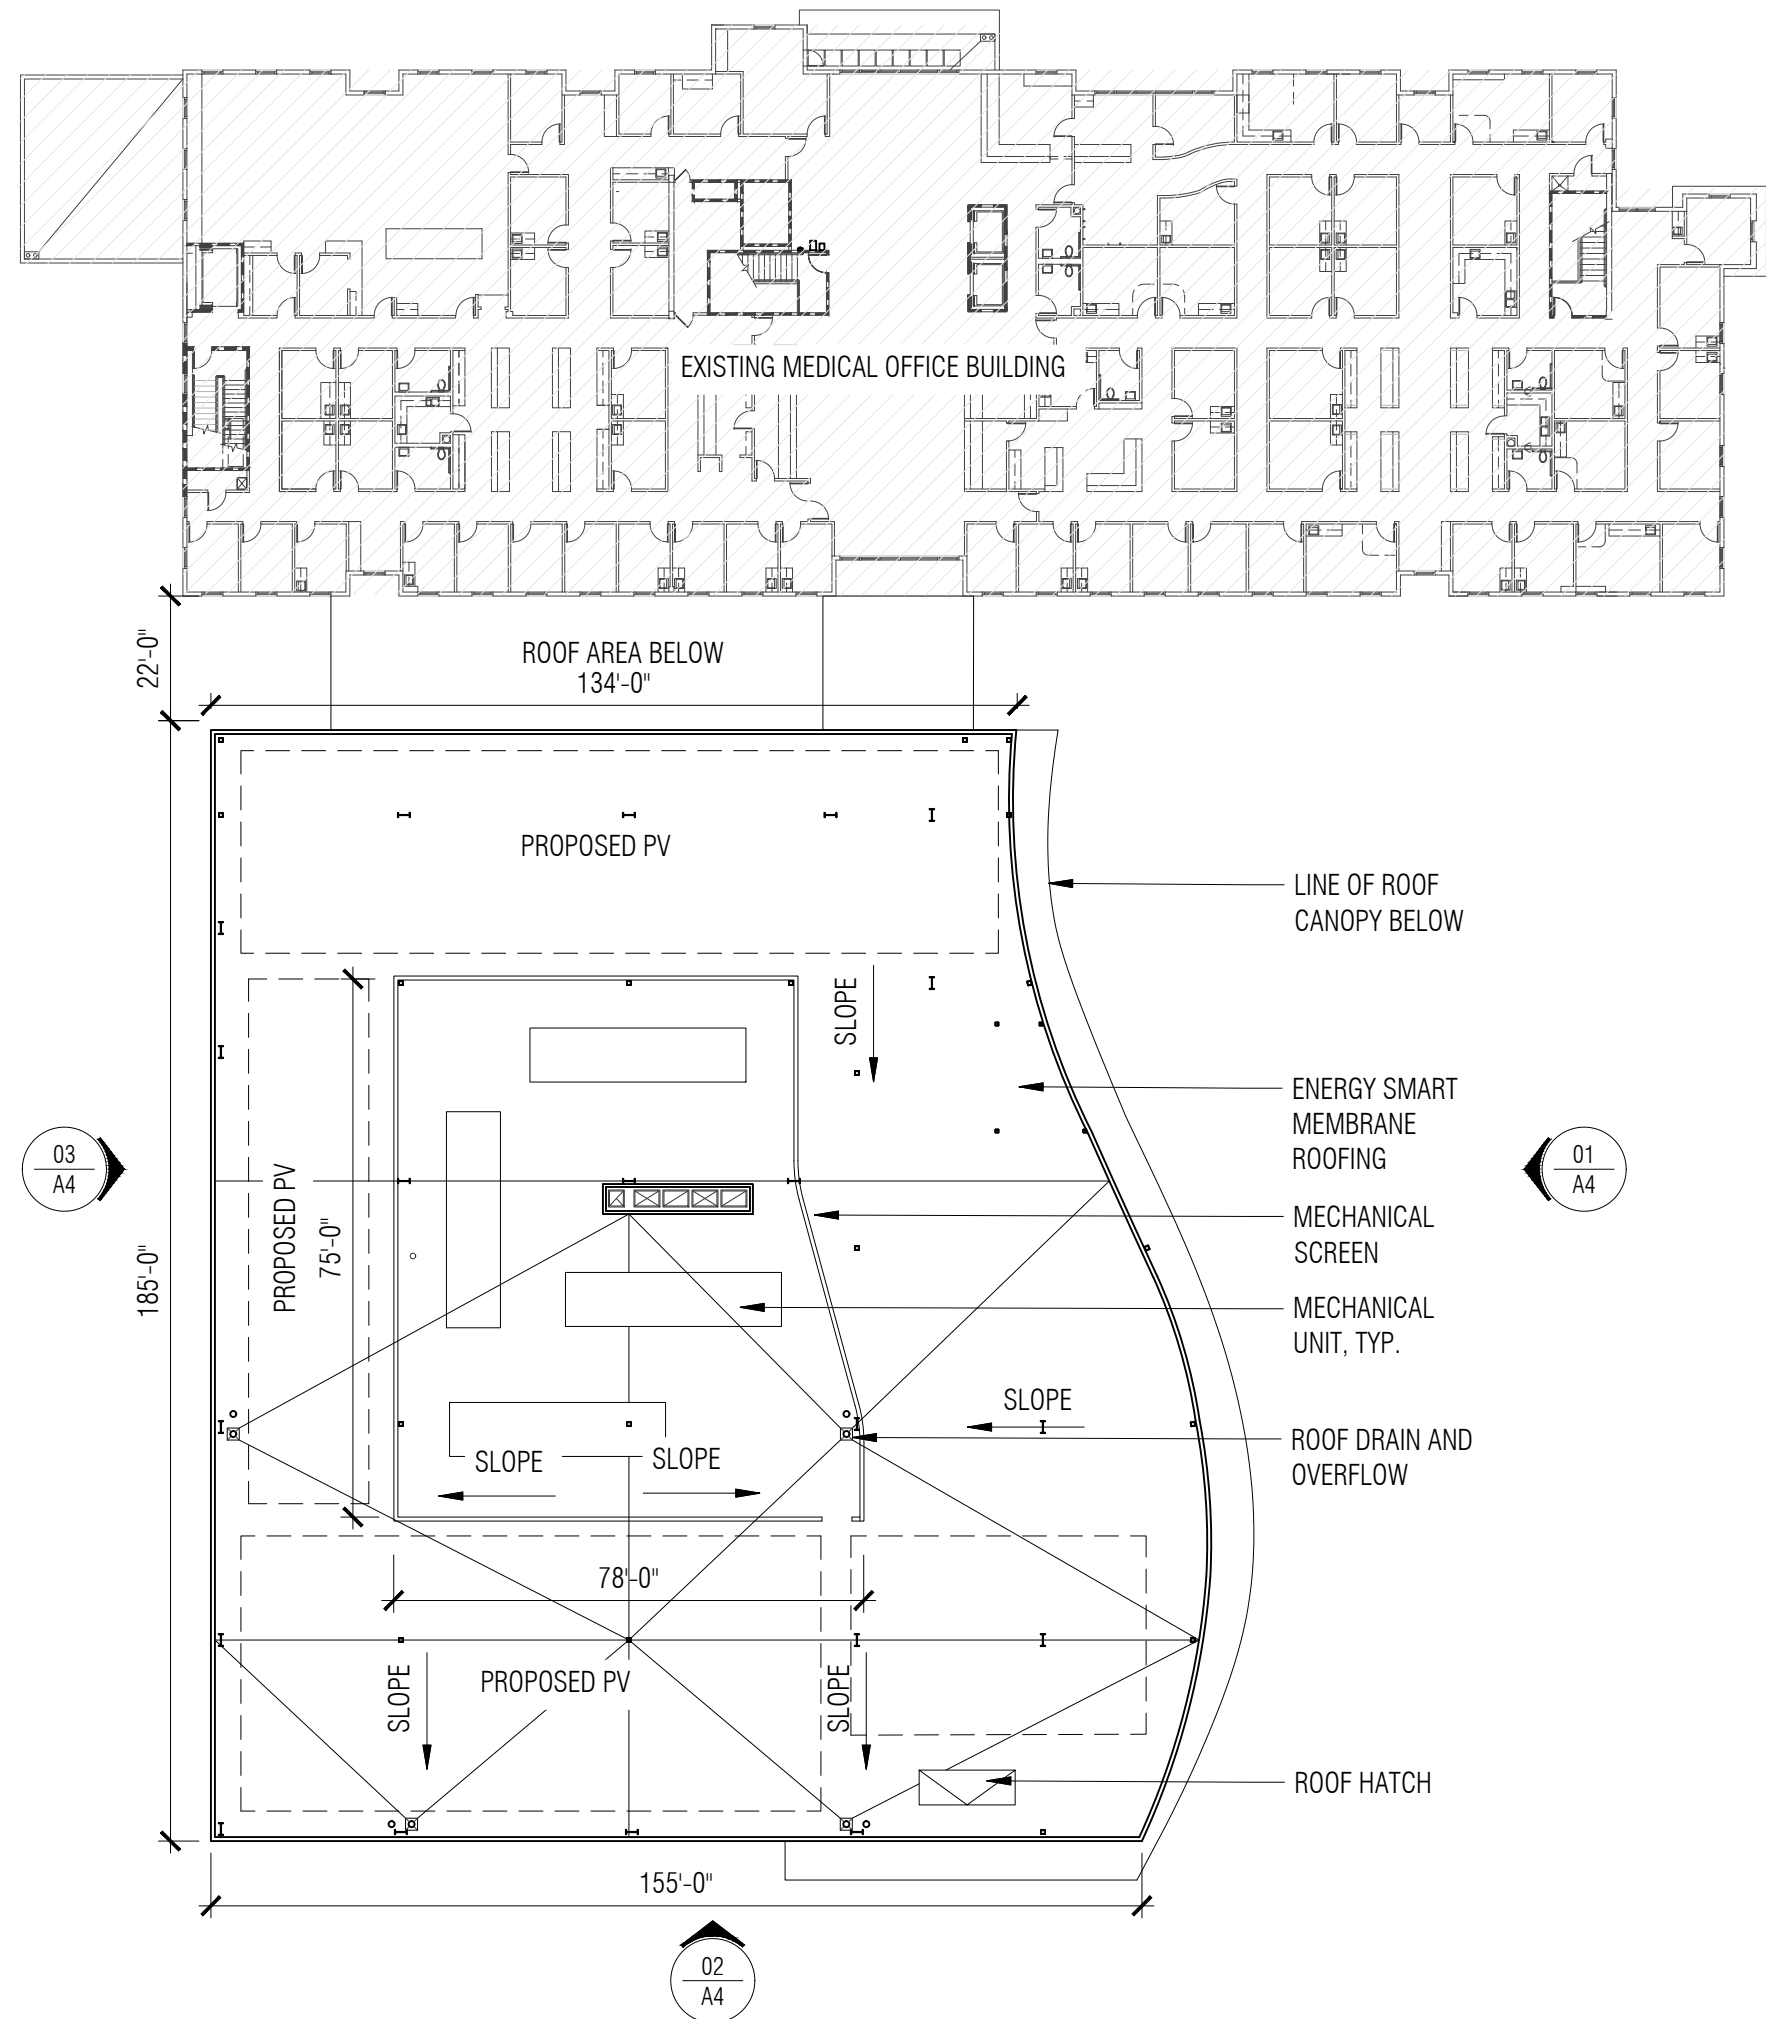 EXISTING MEDICAL OFFICE BUILDING
22'-0"
ROOF AREA BELOW
134'-0"
PROPOSED PV
LINE OF ROOF
CANOPY BELOW
SLOPE
ENERGY SMART
MEMBRANE
ROOFING
03
A4
01
A4
PROPOSED PV
75'-0"
MECHANICAL
SCREEN
185'-0"
MECHANICAL
UNIT, TYP.
SLOPE
ROOF DRAIN AND
OVERFLOW
SLOPE
SLOPE
78'-0"
SLOPE
PROPOSED PV
SLOPE
ROOF HATCH
155'-0"
02
A4